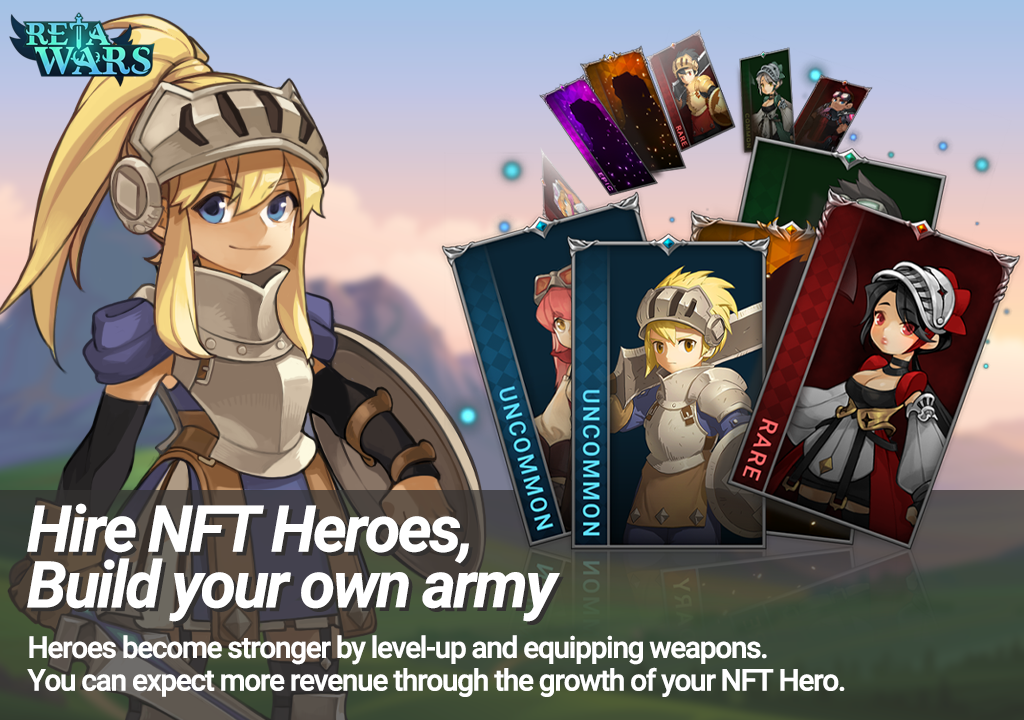 RETA
WARS
EPIC
RARE
COMMON
UNCOMMON
UNCOMMON
RARE
Hire NFT Heroes,
Build your own army
Heroes become stronger by level-up and equipping weapons.
You can expect more revenue through the growth of your NFT Hero.